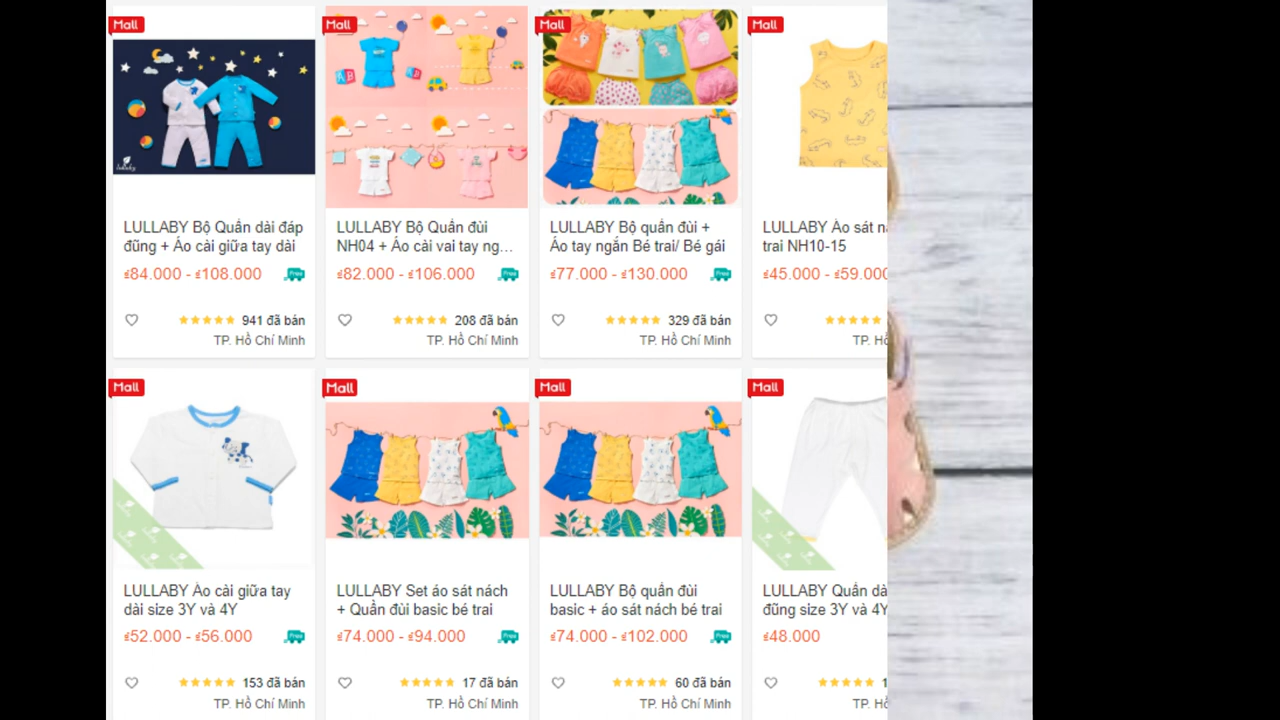 Mall
Mall
Mall
Mall
LULLABY Bộ Quần dài đáp
đũng + Áo cài giữa tay dài
₫84.000 - ₫108.000
Free
941 đã bán
TP. Hồ Chí Minh
LULLABY Bộ Quần đùi
NH04 + Áo cài vai tay ng...
₫82.000 - ₫106.000
Free
208 đã bán
TP. Hồ Chí Minh
LULLABY Bộ quần đùi +
Áo tay ngắn Bé trai/ Bé gái
₫77.000 - ₫130.000
Free
329 đã bán
TP. Hồ Chí Minh
LULLABY Áo sát
trai NH10-15
₫45.000 - ₫59.000
TP.
Mall
Mall
Mall
Mall
LULLABY Áo cài giữa tay
dài size 3Y và 4Y
₫52.000 - ₫56.000
Free
153 đã bán
TP. Hồ Chí Minh
LULLABY Set áo sát nách
+ Quần đùi basic bé trai
₫74.000 - ₫94.000
Free
17 đã bán
TP. Hồ Chí Minh
LULLABY Bộ quần đùi
basic + áo sát nách bé trai
₫74.000 - ₫102.000
Free
60 đã bán
TP. Hồ Chí Minh
LULLABY Quần
đũng size 3Y và 4Y
₫48.000
TP.